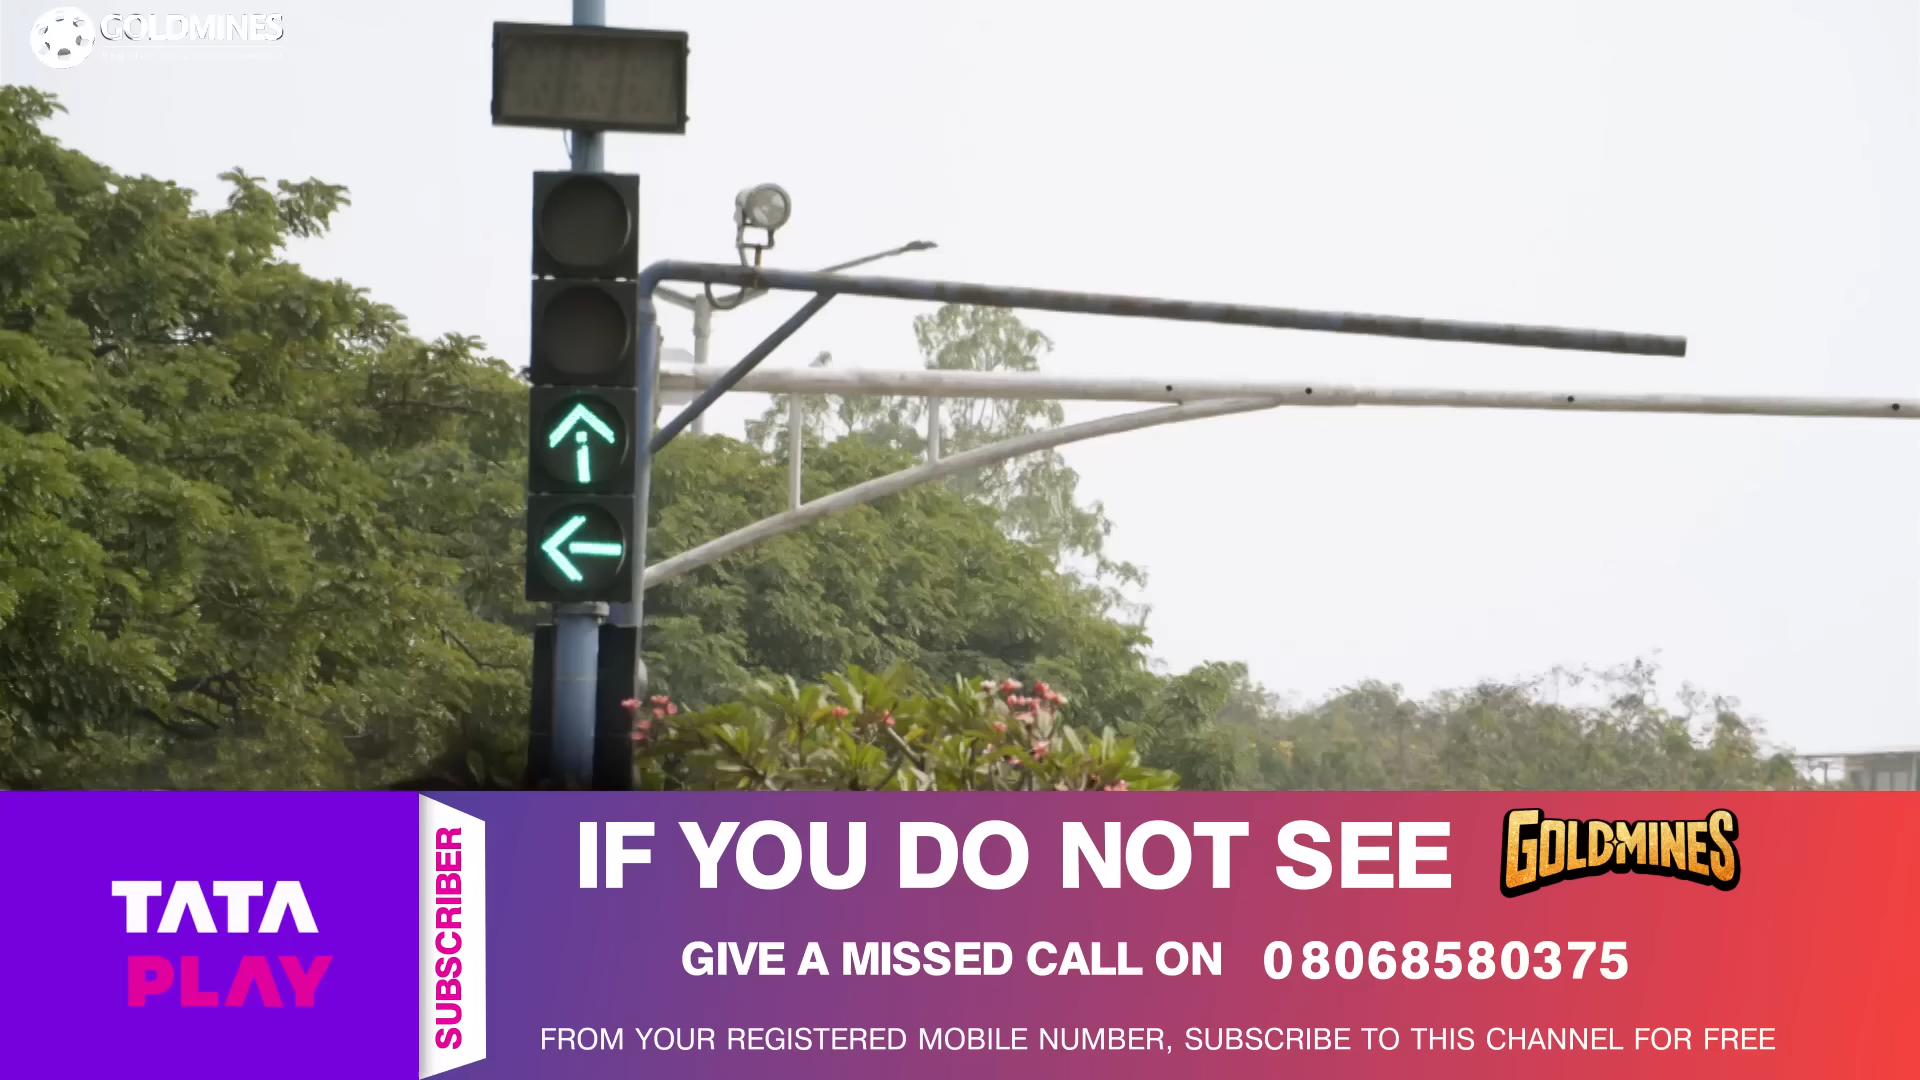 GOLDMINES
TATA
PLAY
SUBSCRIBER
IF YOU DO NOT SEE GOLDMINES
GIVE A MISSED CALL ON 08068580375
FROM YOUR REGISTERED MOBILE NUMBER, SUBSCRIBE TO THIS CHANNEL FOR FREE